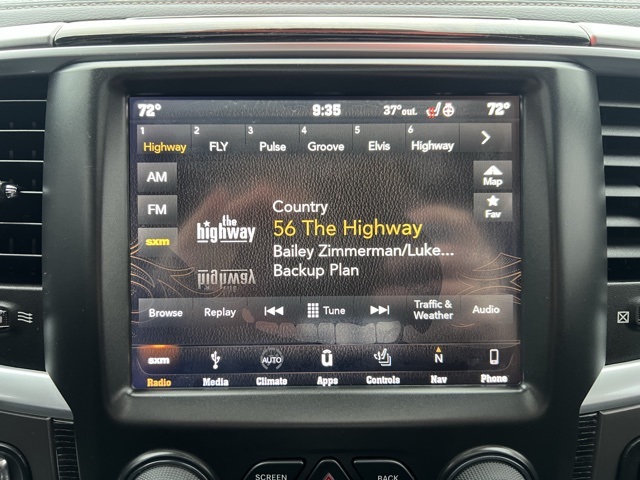 72° 9:35 37°out. 72°
1 Highway 2 FLY 3 Pulse 4 Groove 5 Elvis 6 Highway
AM
Map
FM
Fav
sxm
the highway
Country
56 The Highway
Bailey Zimmerman/Luke...
Backup Plan
Browse Replay Tune Traffic & Weather Audio
sxm AUTO ū N
Radio Media Climate Apps Controls Nav Phone
SCREEN BACK